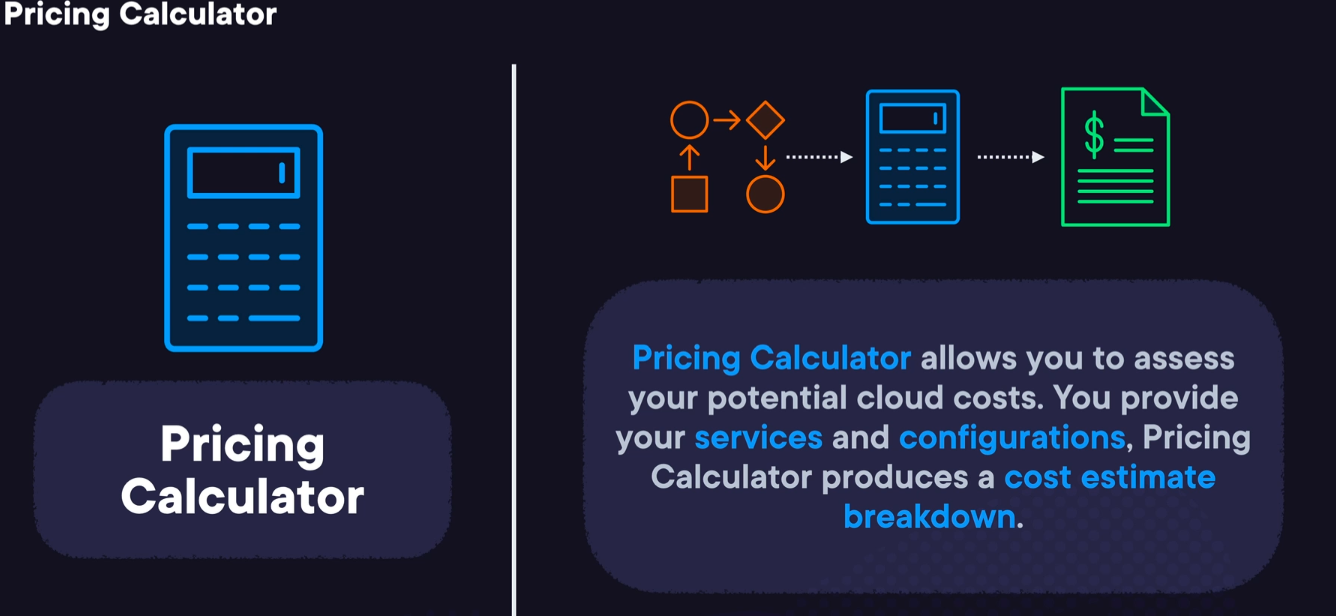 Pricing Calculator
Pricing
Calculator
$
Pricing Calculator allows you to assess
your potential cloud costs. You provide
your services and configurations, Pricing
Calculator produces a cost estimate
breakdown.